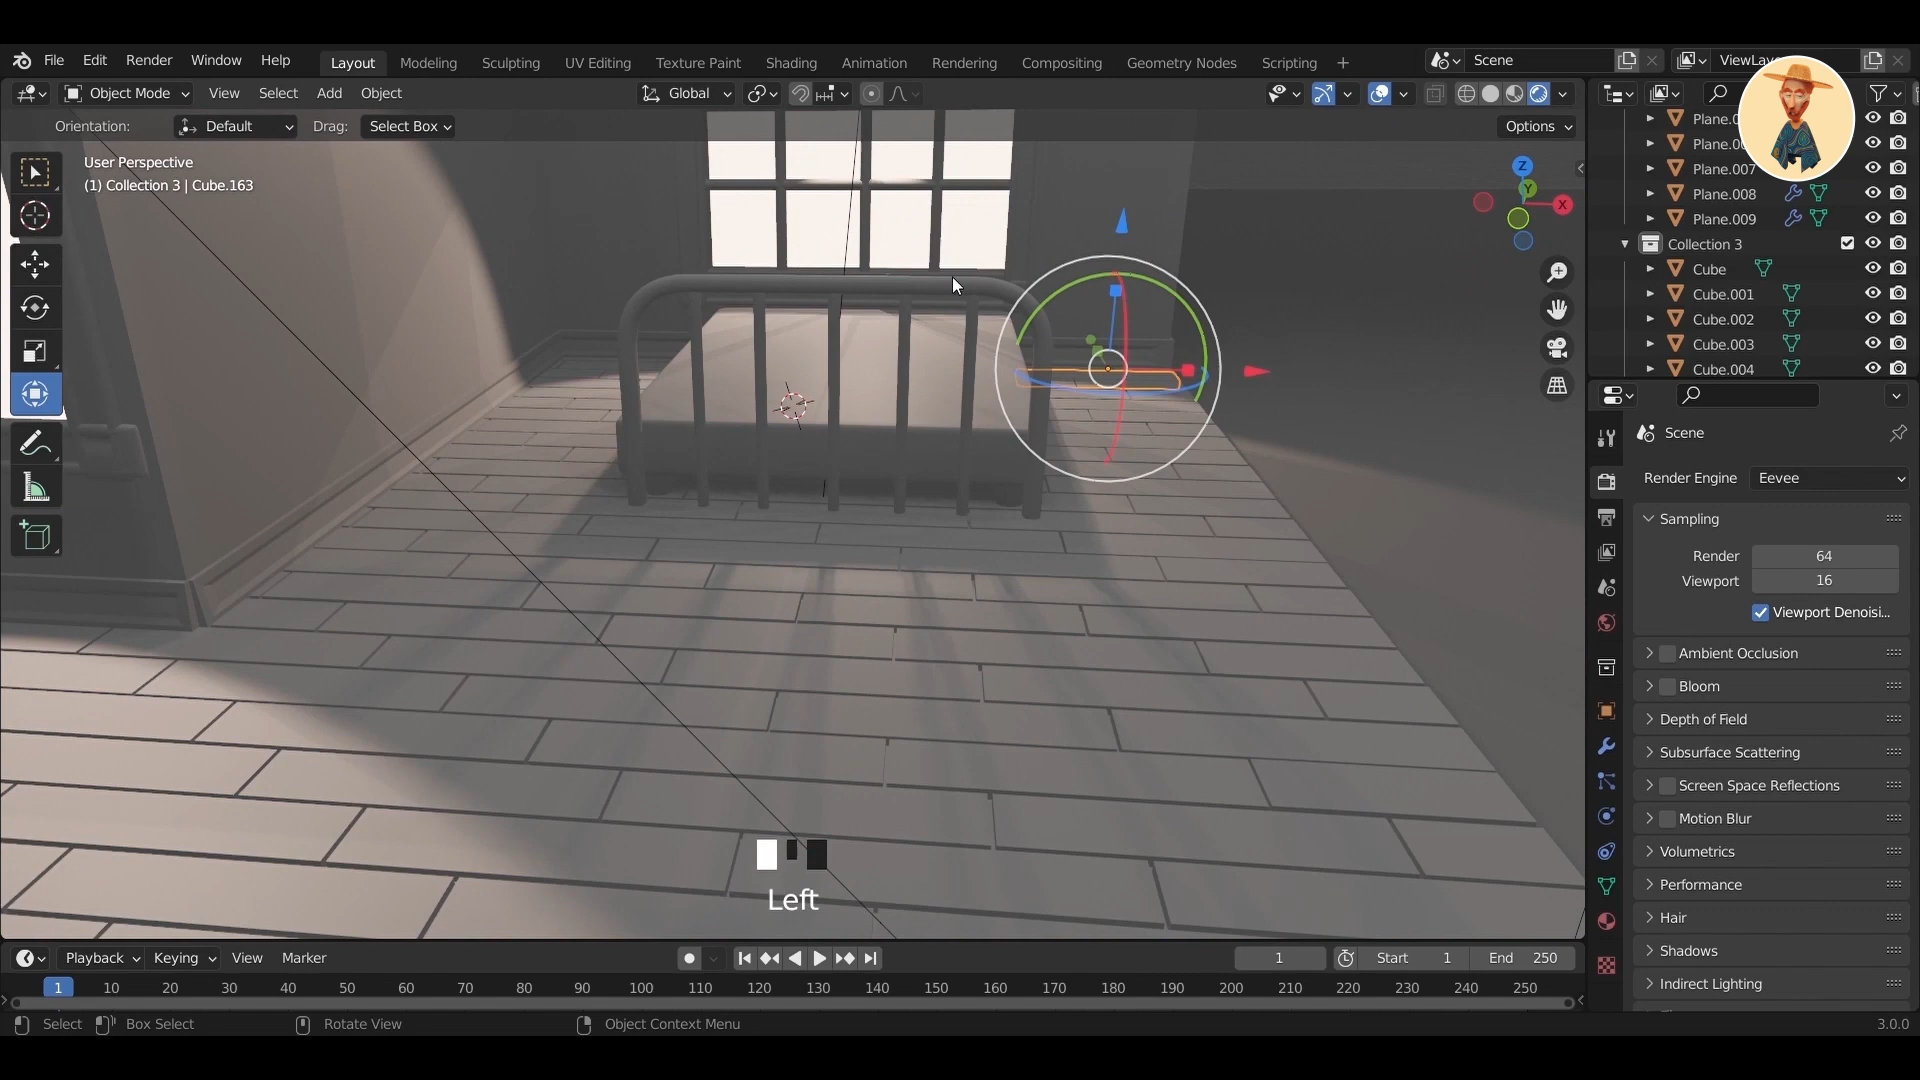 File Edit Render Window Help Layout Modeling Sculpting UV Editing Texture Paint Shading Animation Rendering Compositing Geometry Nodes Scripting + Scene
Object Mode View Select Add Object Global
Orientation: Default Drag: Select Box Options
User Perspective
(1) Collection 3 | Cube.163
Z
Y
X
Plane.007
Plane.008
Plane.009
Collection 3
Cube
Cube.001
Cube.002
Cube.003
Cube.004
Scene
Render Engine Eevee
Sampling
Render 64
Viewport 16
Viewport Denoisi...
Ambient Occlusion
Bloom
Depth of Field
Subsurface Scattering
Screen Space Reflections
Motion Blur
Volumetrics
Performance
Hair
Shadows
Indirect Lighting
Left
Playback Keying View Marker 1 Start 1 End 250
1 10 20 30 40 50 60 70 80 90 100 110 120 130 140 150 160 170 180 190 200 210 220 230 240 250
Select Box Select Rotate View Object Context Menu 3.0.0